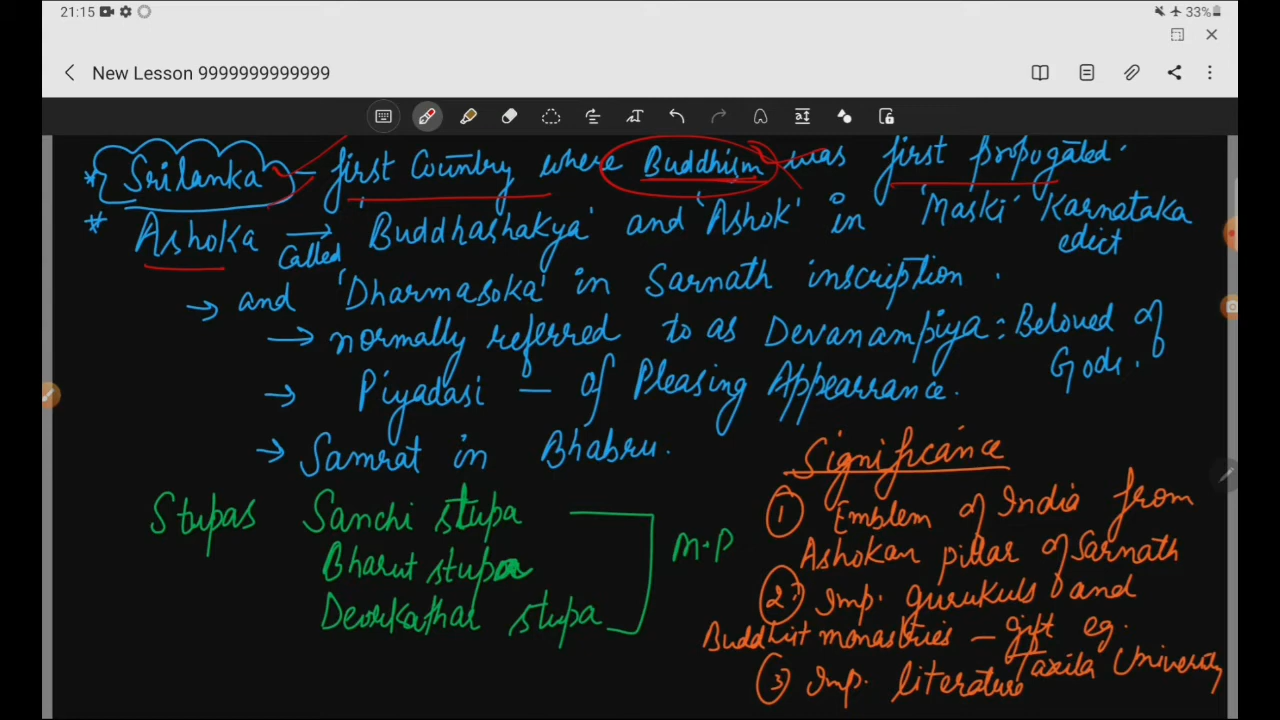 21:15
33%
New Lesson 9999999999999
* Srilanka - first Country where Buddhism was first propogated.
* Ashoka → Called 'Buddhashakya' and 'Ashok' in 'Maski' Karnataka edict
→ and 'Dharmasoka' in Sarnath inscription.
→ normally referred to as Devanampiya : Beloved of Gods.
→ Piyadasi — of Pleasing Appearrance.
→ Samrat in Bhabru.
Stupas Sanchi stupa
Bharut stupa
Deorkathar stupa
M.P
Significance
① Emblem of India from
Ashokan pillar of Sarnath
② Imp. gurukuls and
Buddhist monastries — gift eg.
Taxila University
③ Imp. literature